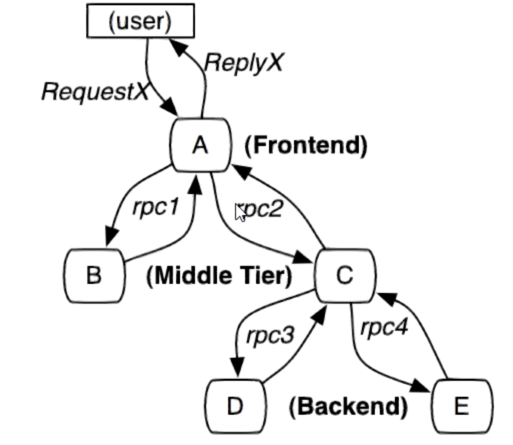 (user)
ReplyX
RequestX
A (Frontend)
rpc1 rpc2
B (Middle Tier) C
rpc3 rpc4
D (Backend) E